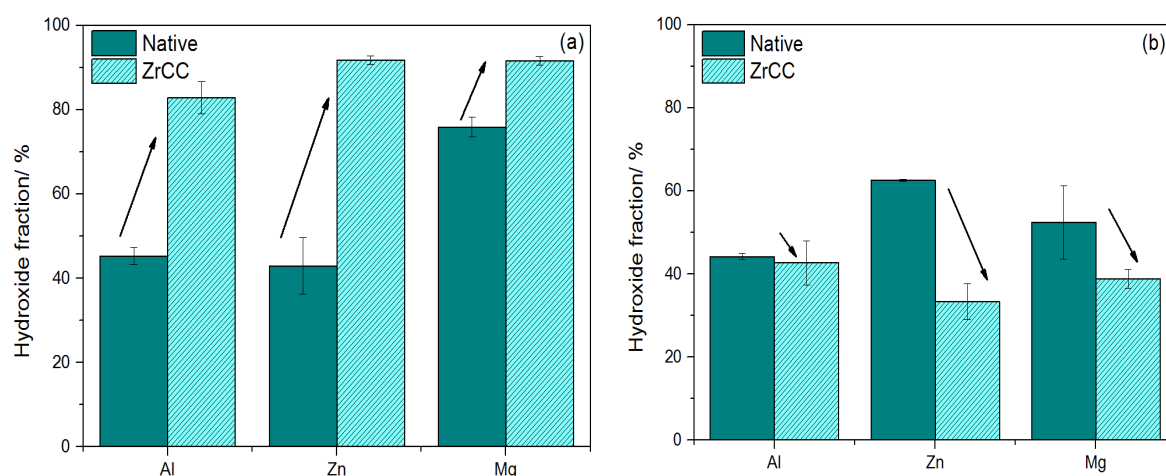 (a)
Native
ZrCC
Hydroxide fraction/ %
100
80
60
40
20
0
Al Zn Mg
(b)
Native
ZrCC
Hydroxide fraction/ %
100
80
60
40
20
0
Al Zn Mg